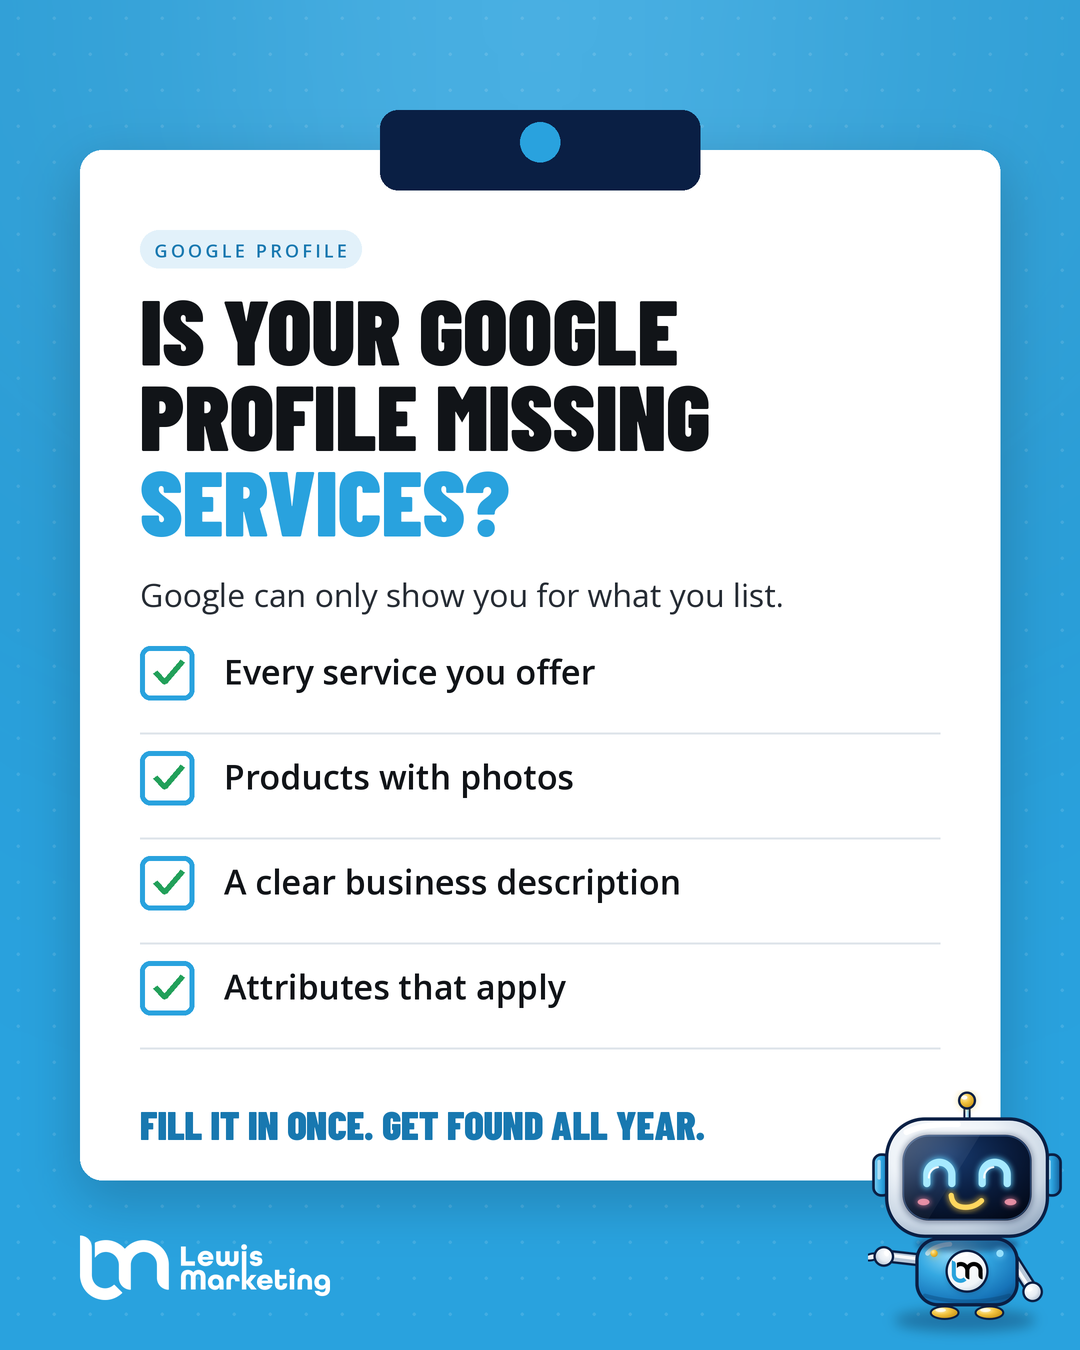 GOOGLE PROFILE
IS YOUR GOOGLE
PROFILE MISSING
SERVICES?
Google can only show you for what you list.
Every service you offer
Products with photos
A clear business description
Attributes that apply
FILL IT IN ONCE. GET FOUND ALL YEAR.
Lewis
Marketing